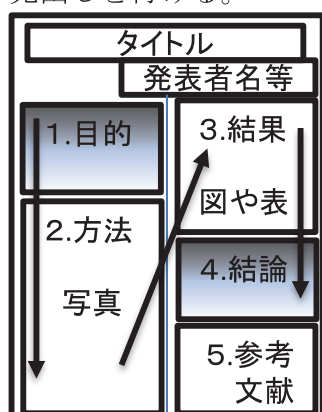 タイトル
発表者名等
1.目的
2.方法
写真
3.結果
図や表
4.結論
5.参考
文献